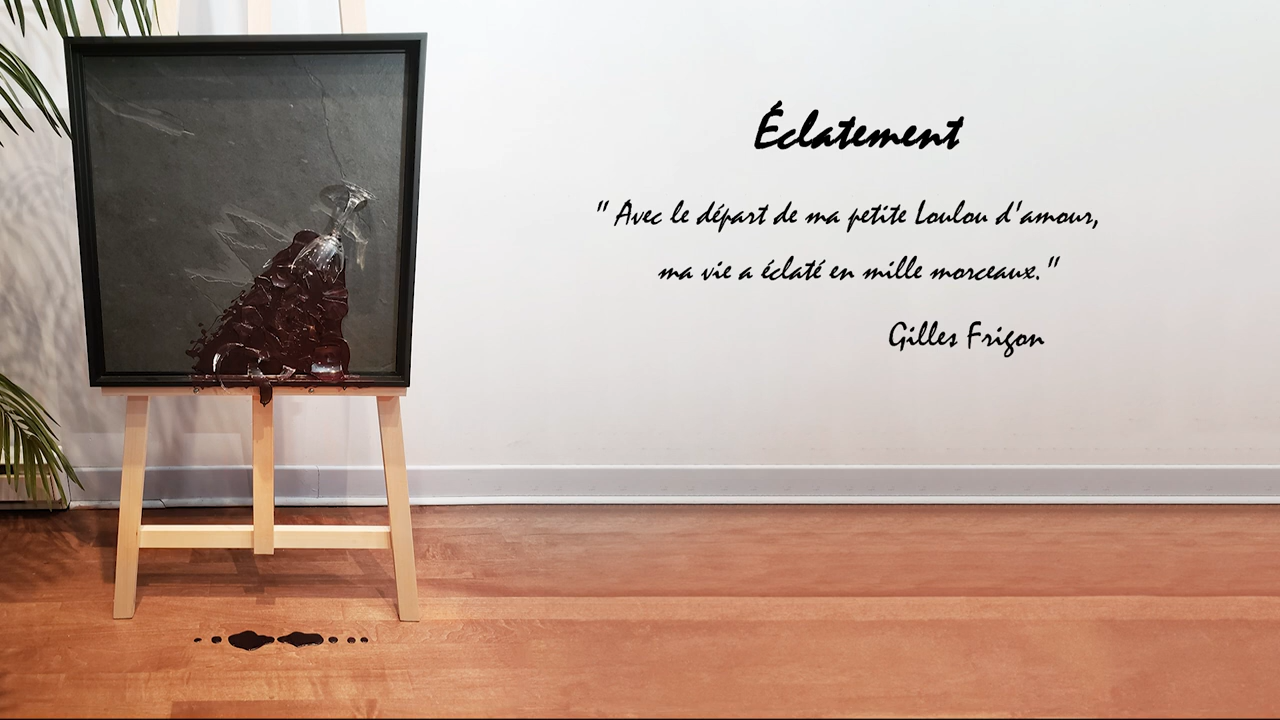 Éclatement
" Avec le départ de ma petite Loulou d'amour,
ma vie a éclaté en mille morceaux."
Gilles Frigon